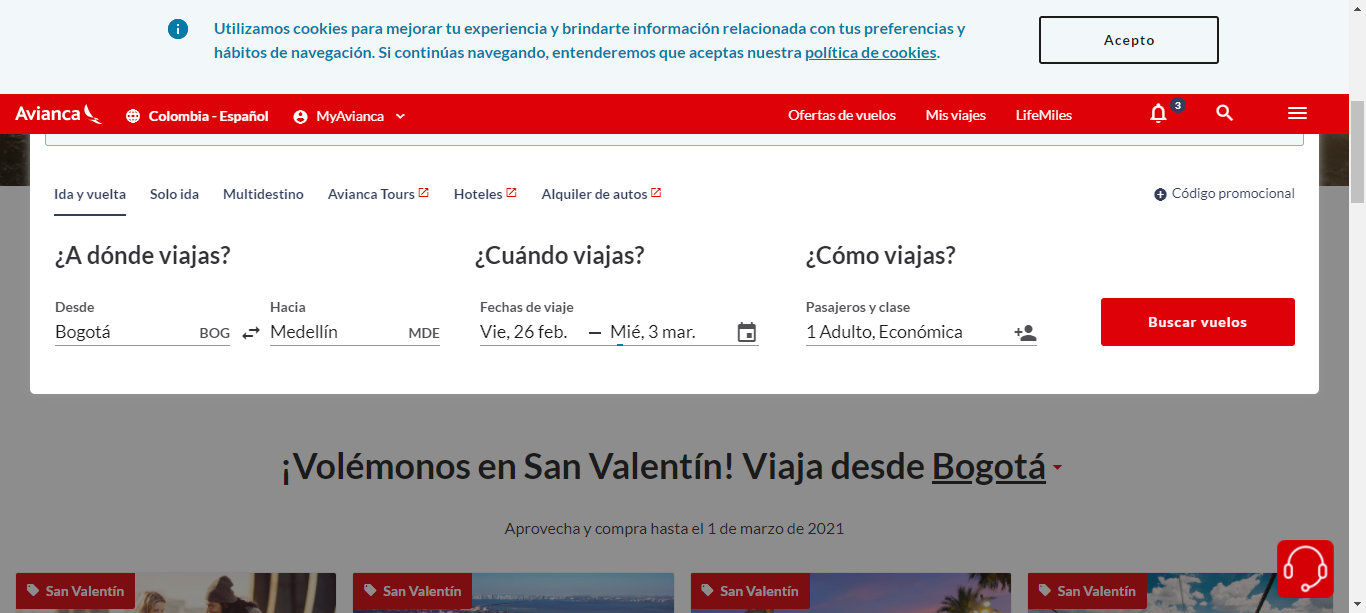 Utilizamos cookies para mejorar tu experiencia y brindarte información relacionada con tus preferencias y
hábitos de navegación. Si continúas navegando, entenderemos que aceptas nuestra política de cookies.
Acepto
Avianca
Colombia - Español
MyAvianca
Ofertas de vuelos
Mis viajes
LifeMiles
3
Ida y vuelta
Solo ida
Multidestino
Avianca Tours
Hoteles
Alquiler de autos
Código promocional
¿A dónde viajas?
¿Cuándo viajas?
¿Cómo viajas?
Desde
Hacia
Fechas de viaje
Pasajeros y clase
Bogotá BOG
Medellín MDE
Vie, 26 feb. — Mié, 3 mar.
1 Adulto, Económica
Buscar vuelos
¡Volémonos en San Valentín! Viaja desde Bogotá
Aprovecha y compra hasta el 1 de marzo de 2021
San Valentín
San Valentín
San Valentín
San Valentín